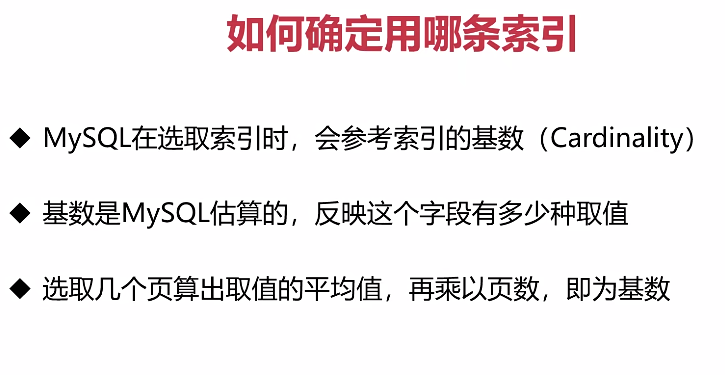 如何确定用哪条索引
◆ MySQL在选取索引时，会参考索引的基数（Cardinality）
◆ 基数是MySQL估算的，反映这个字段有多少种取值
◆ 选取几个页算出取值的平均值，再乘以页数，即为基数